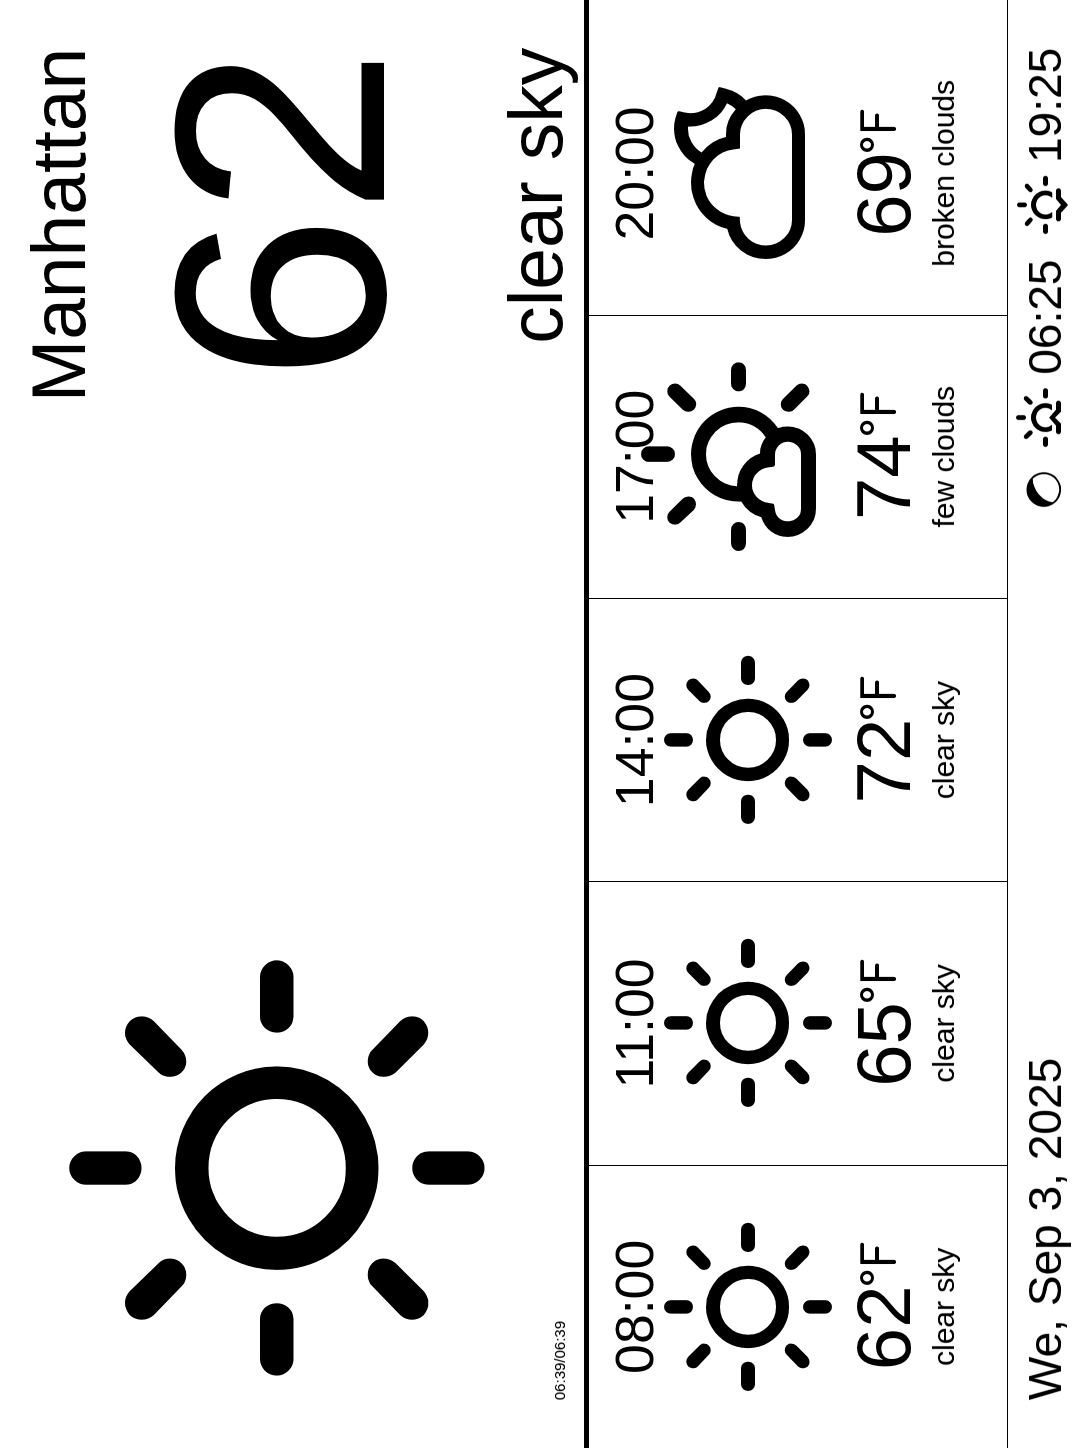 Manhattan
62
clear sky
06:39/06:39
08:00 11:00 14:00 17:00 20:00
62°F 65°F 72°F 74°F 69°F
clear sky clear sky clear sky few clouds broken clouds
We, Sep 3, 2025 06:25 19:25